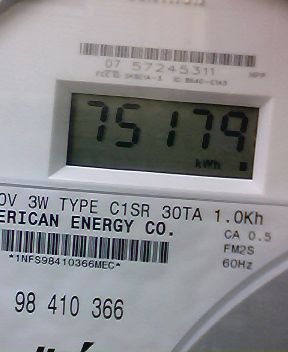 07 57245311
75179
kWh
0V 3W TYPE C1SR 30TA 1.0Kh
ERICAN ENERGY CO.
CA 0.5
FM2S
60Hz
*1NFS98410366MEC*
98 410 366